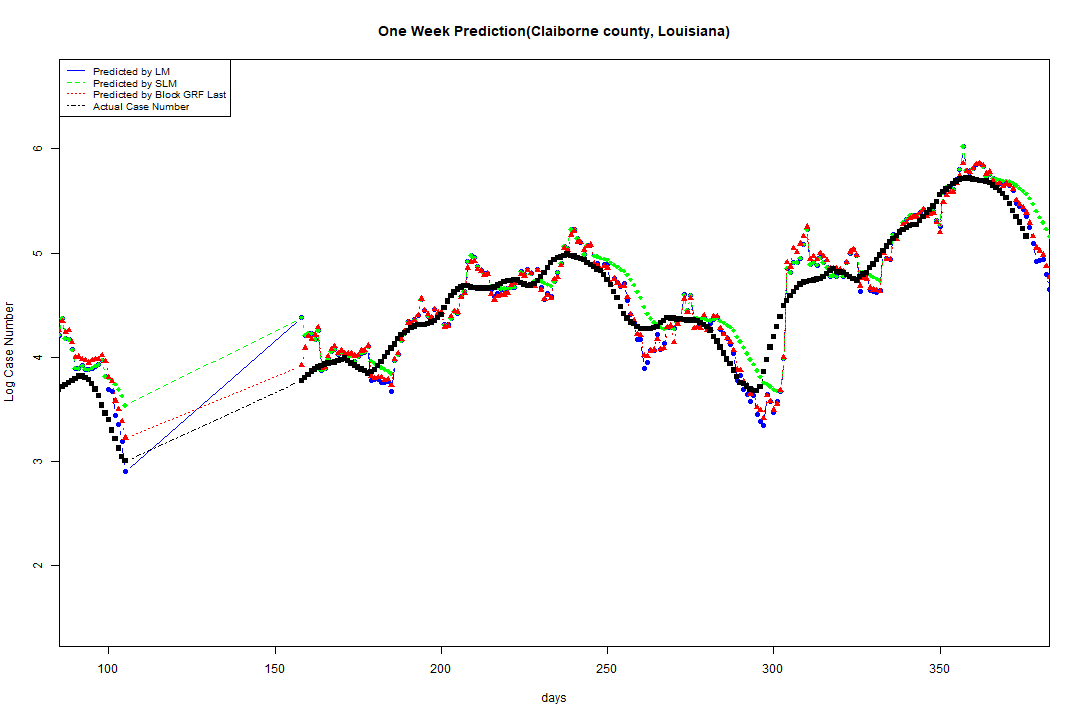 One Week Prediction(Claiborne county, Louisiana)
Predicted by LM
Predicted by SLM
Predicted by Block GRF Last
Actual Case Number
6
5
4
3
2
Log Case Number
100 150 200 250 300 350
days